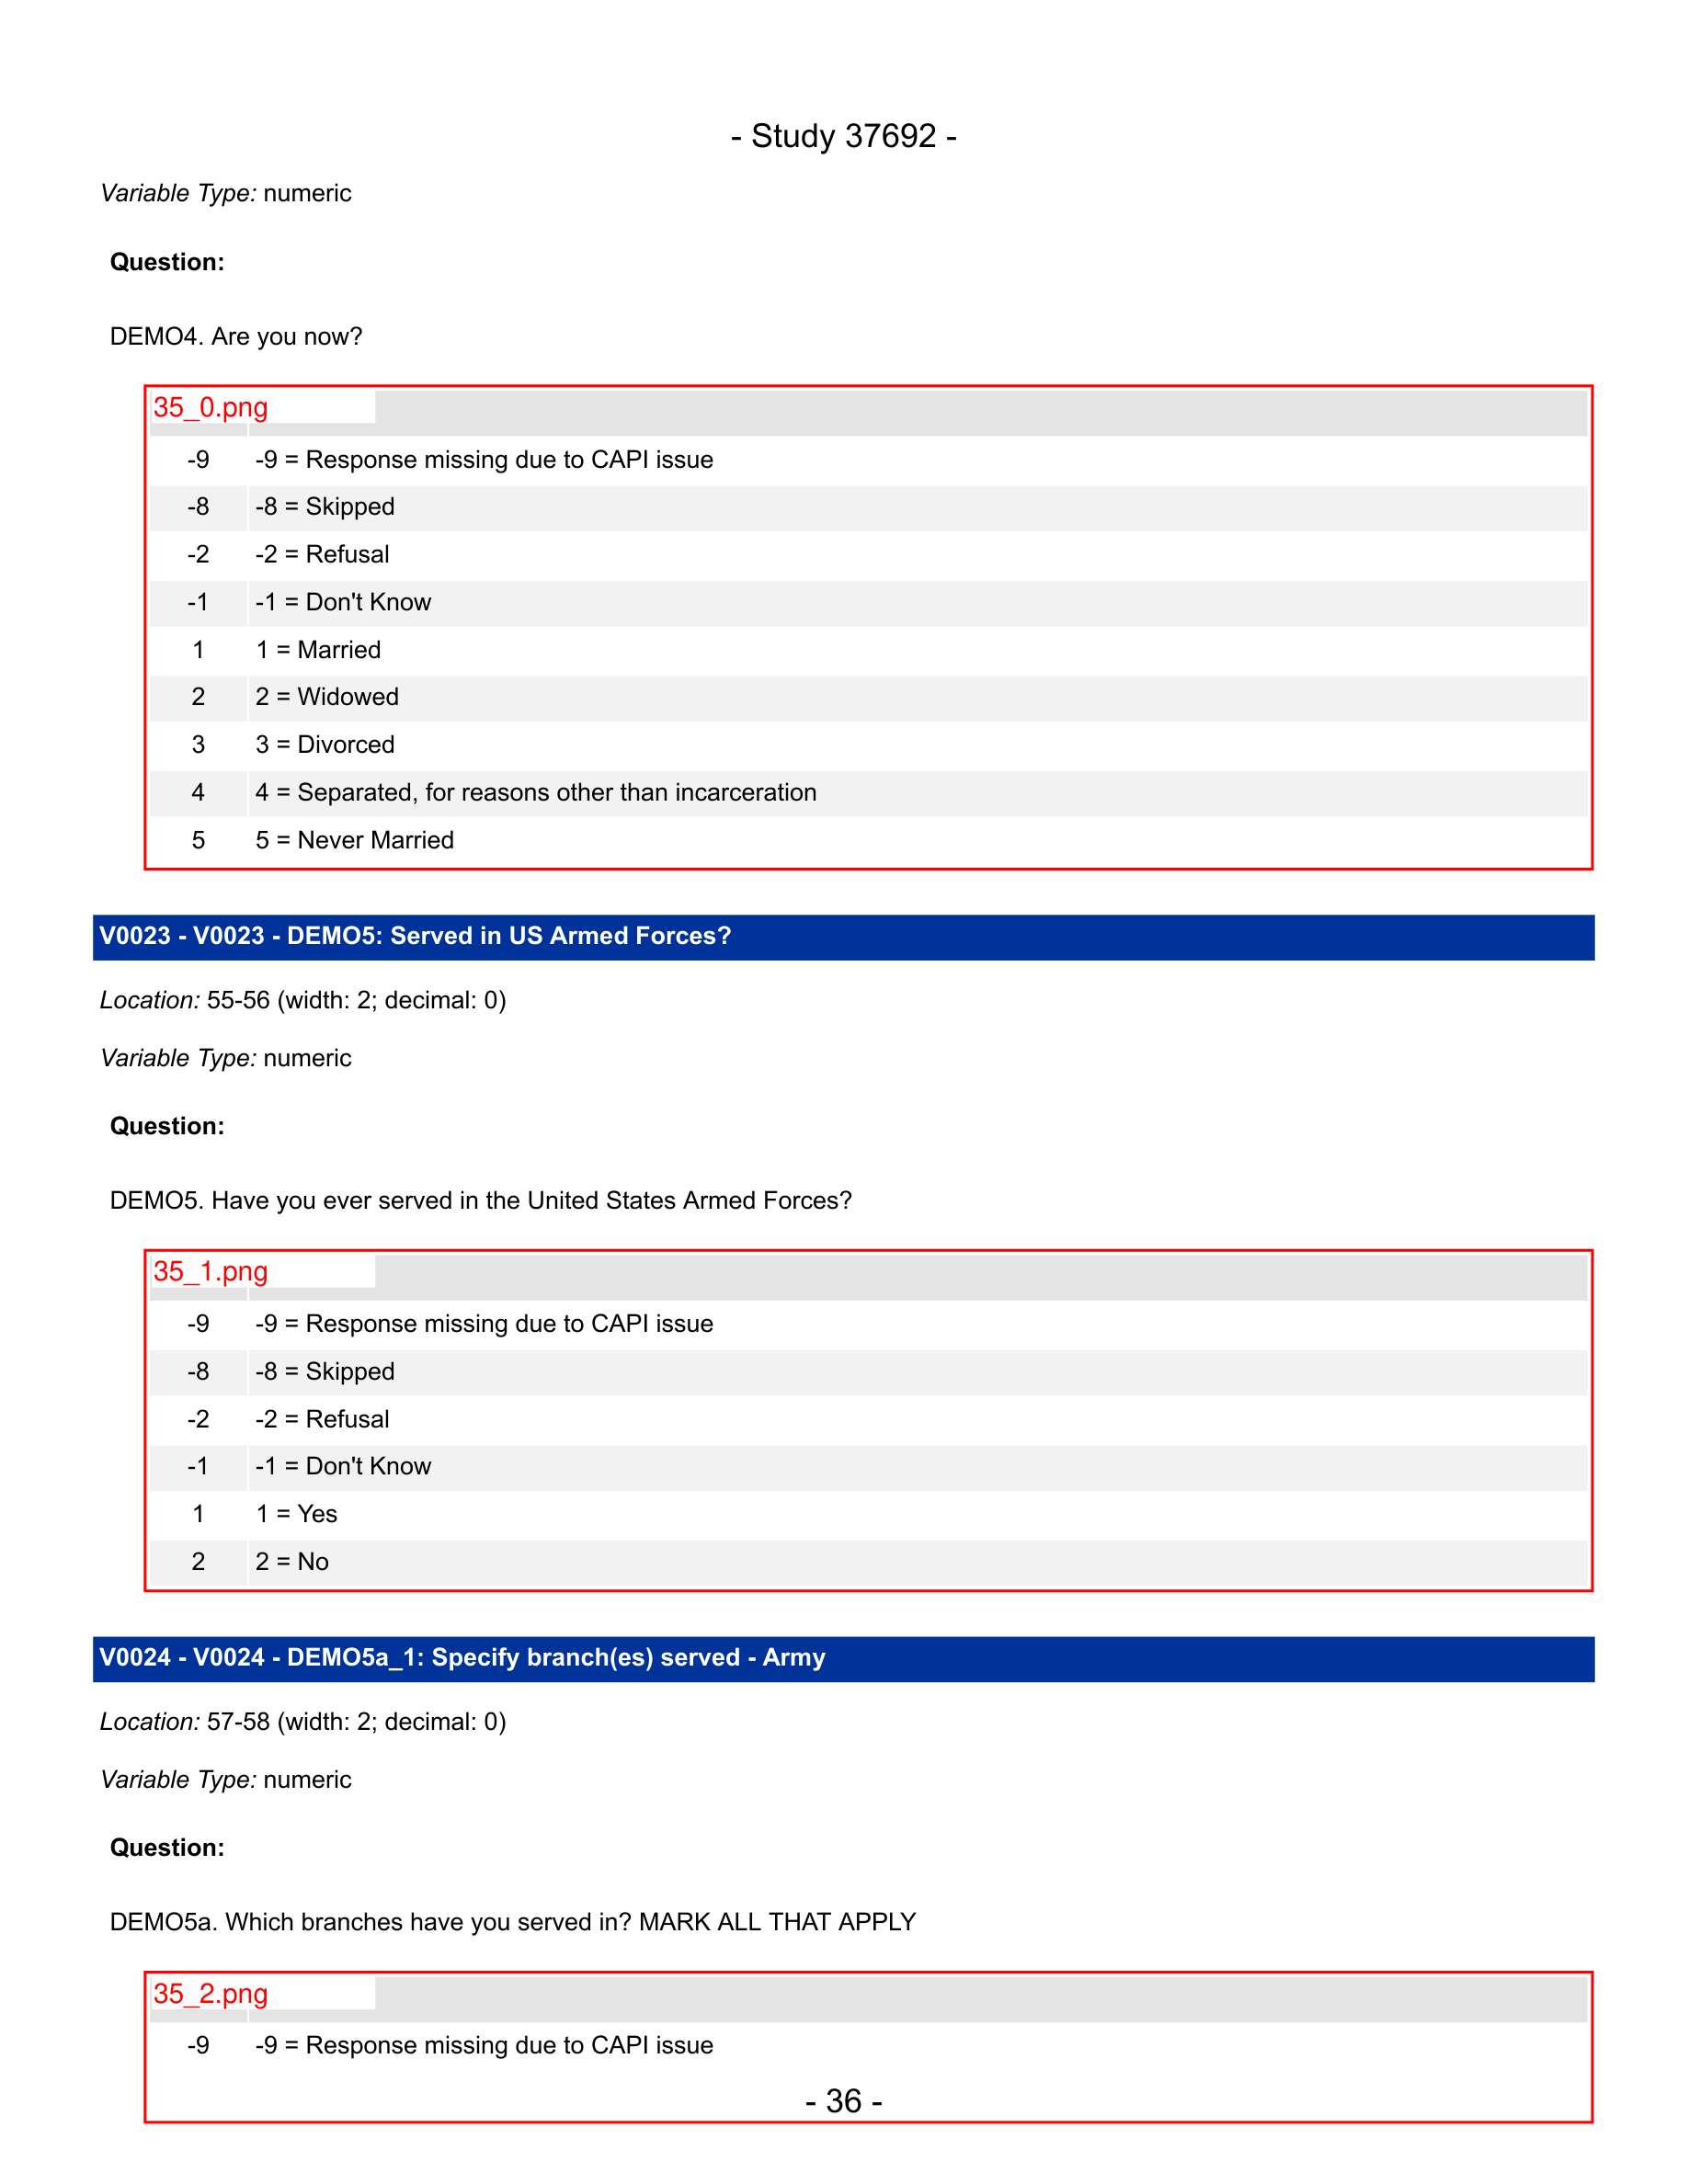 - Study 37692 -
Variable Type: numeric
Question:
DEMO4. Are you now?
35_0.png
-9 -9 = Response missing due to CAPI issue
-8 -8 = Skipped
-2 -2 = Refusal
-1 -1 = Don't Know
1 1 = Married
2 2 = Widowed
3 3 = Divorced
4 4 = Separated, for reasons other than incarceration
5 5 = Never Married
V0023 - V0023 - DEMO5: Served in US Armed Forces?
Location: 55-56 (width: 2; decimal: 0)
Variable Type: numeric
Question:
DEMO5. Have you ever served in the United States Armed Forces?
35_1.png
-9 -9 = Response missing due to CAPI issue
-8 -8 = Skipped
-2 -2 = Refusal
-1 -1 = Don't Know
1 1 = Yes
2 2 = No
V0024 - V0024 - DEMO5a_1: Specify branch(es) served - Army
Location: 57-58 (width: 2; decimal: 0)
Variable Type: numeric
Question:
DEMO5a. Which branches have you served in? MARK ALL THAT APPLY
35_2.png
-9 -9 = Response missing due to CAPI issue
- 36 -